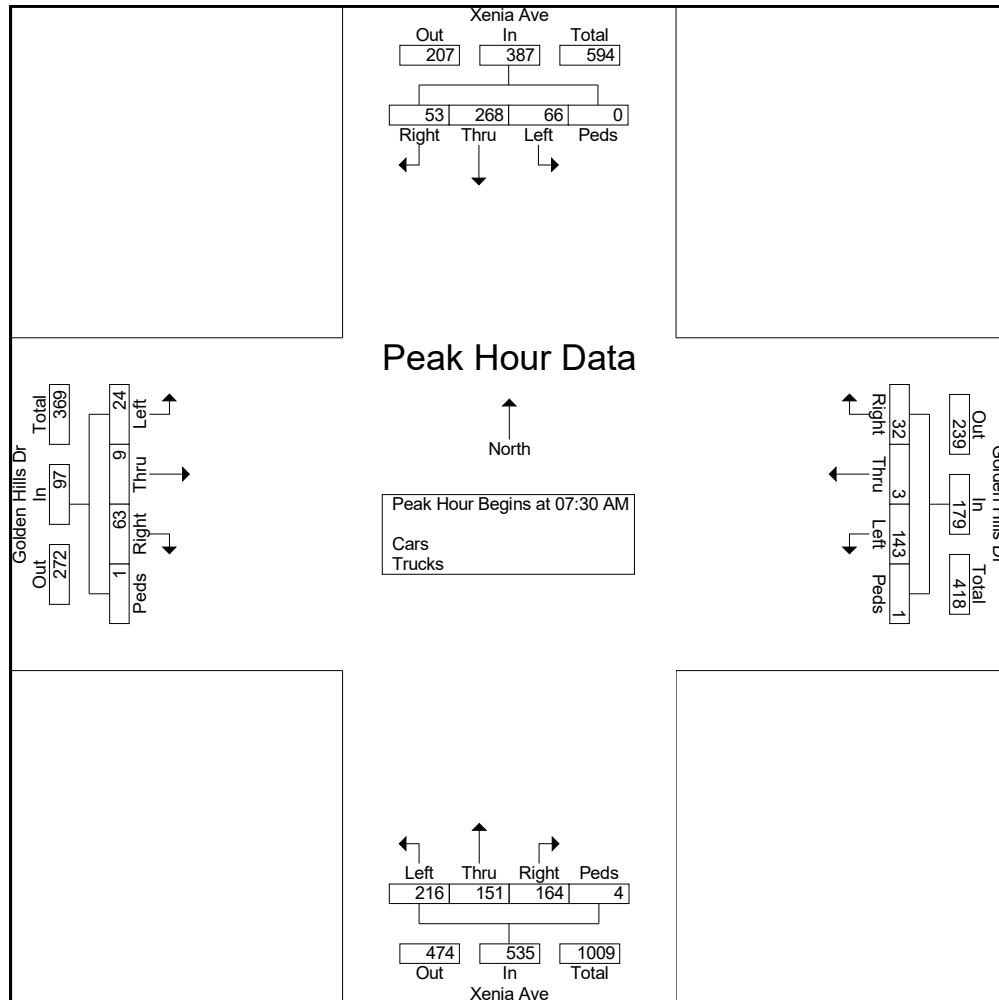 Xenia Ave
Out In Total
207 387 594
53 268 66 0
Right Thru Left Peds
Peak Hour Data
North
Peak Hour Begins at 07:30 AM
Cars
Trucks
Golden Hills Dr
Total In Out
369 97 272
24 9 63 1
Left Thru Right Peds
Golden Hills Dr
Out In Total
239 179 418
32 3 143 1
Right Thru Left Peds
Left Thru Right Peds
216 151 164 4
474 535 1009
Out In Total
Xenia Ave